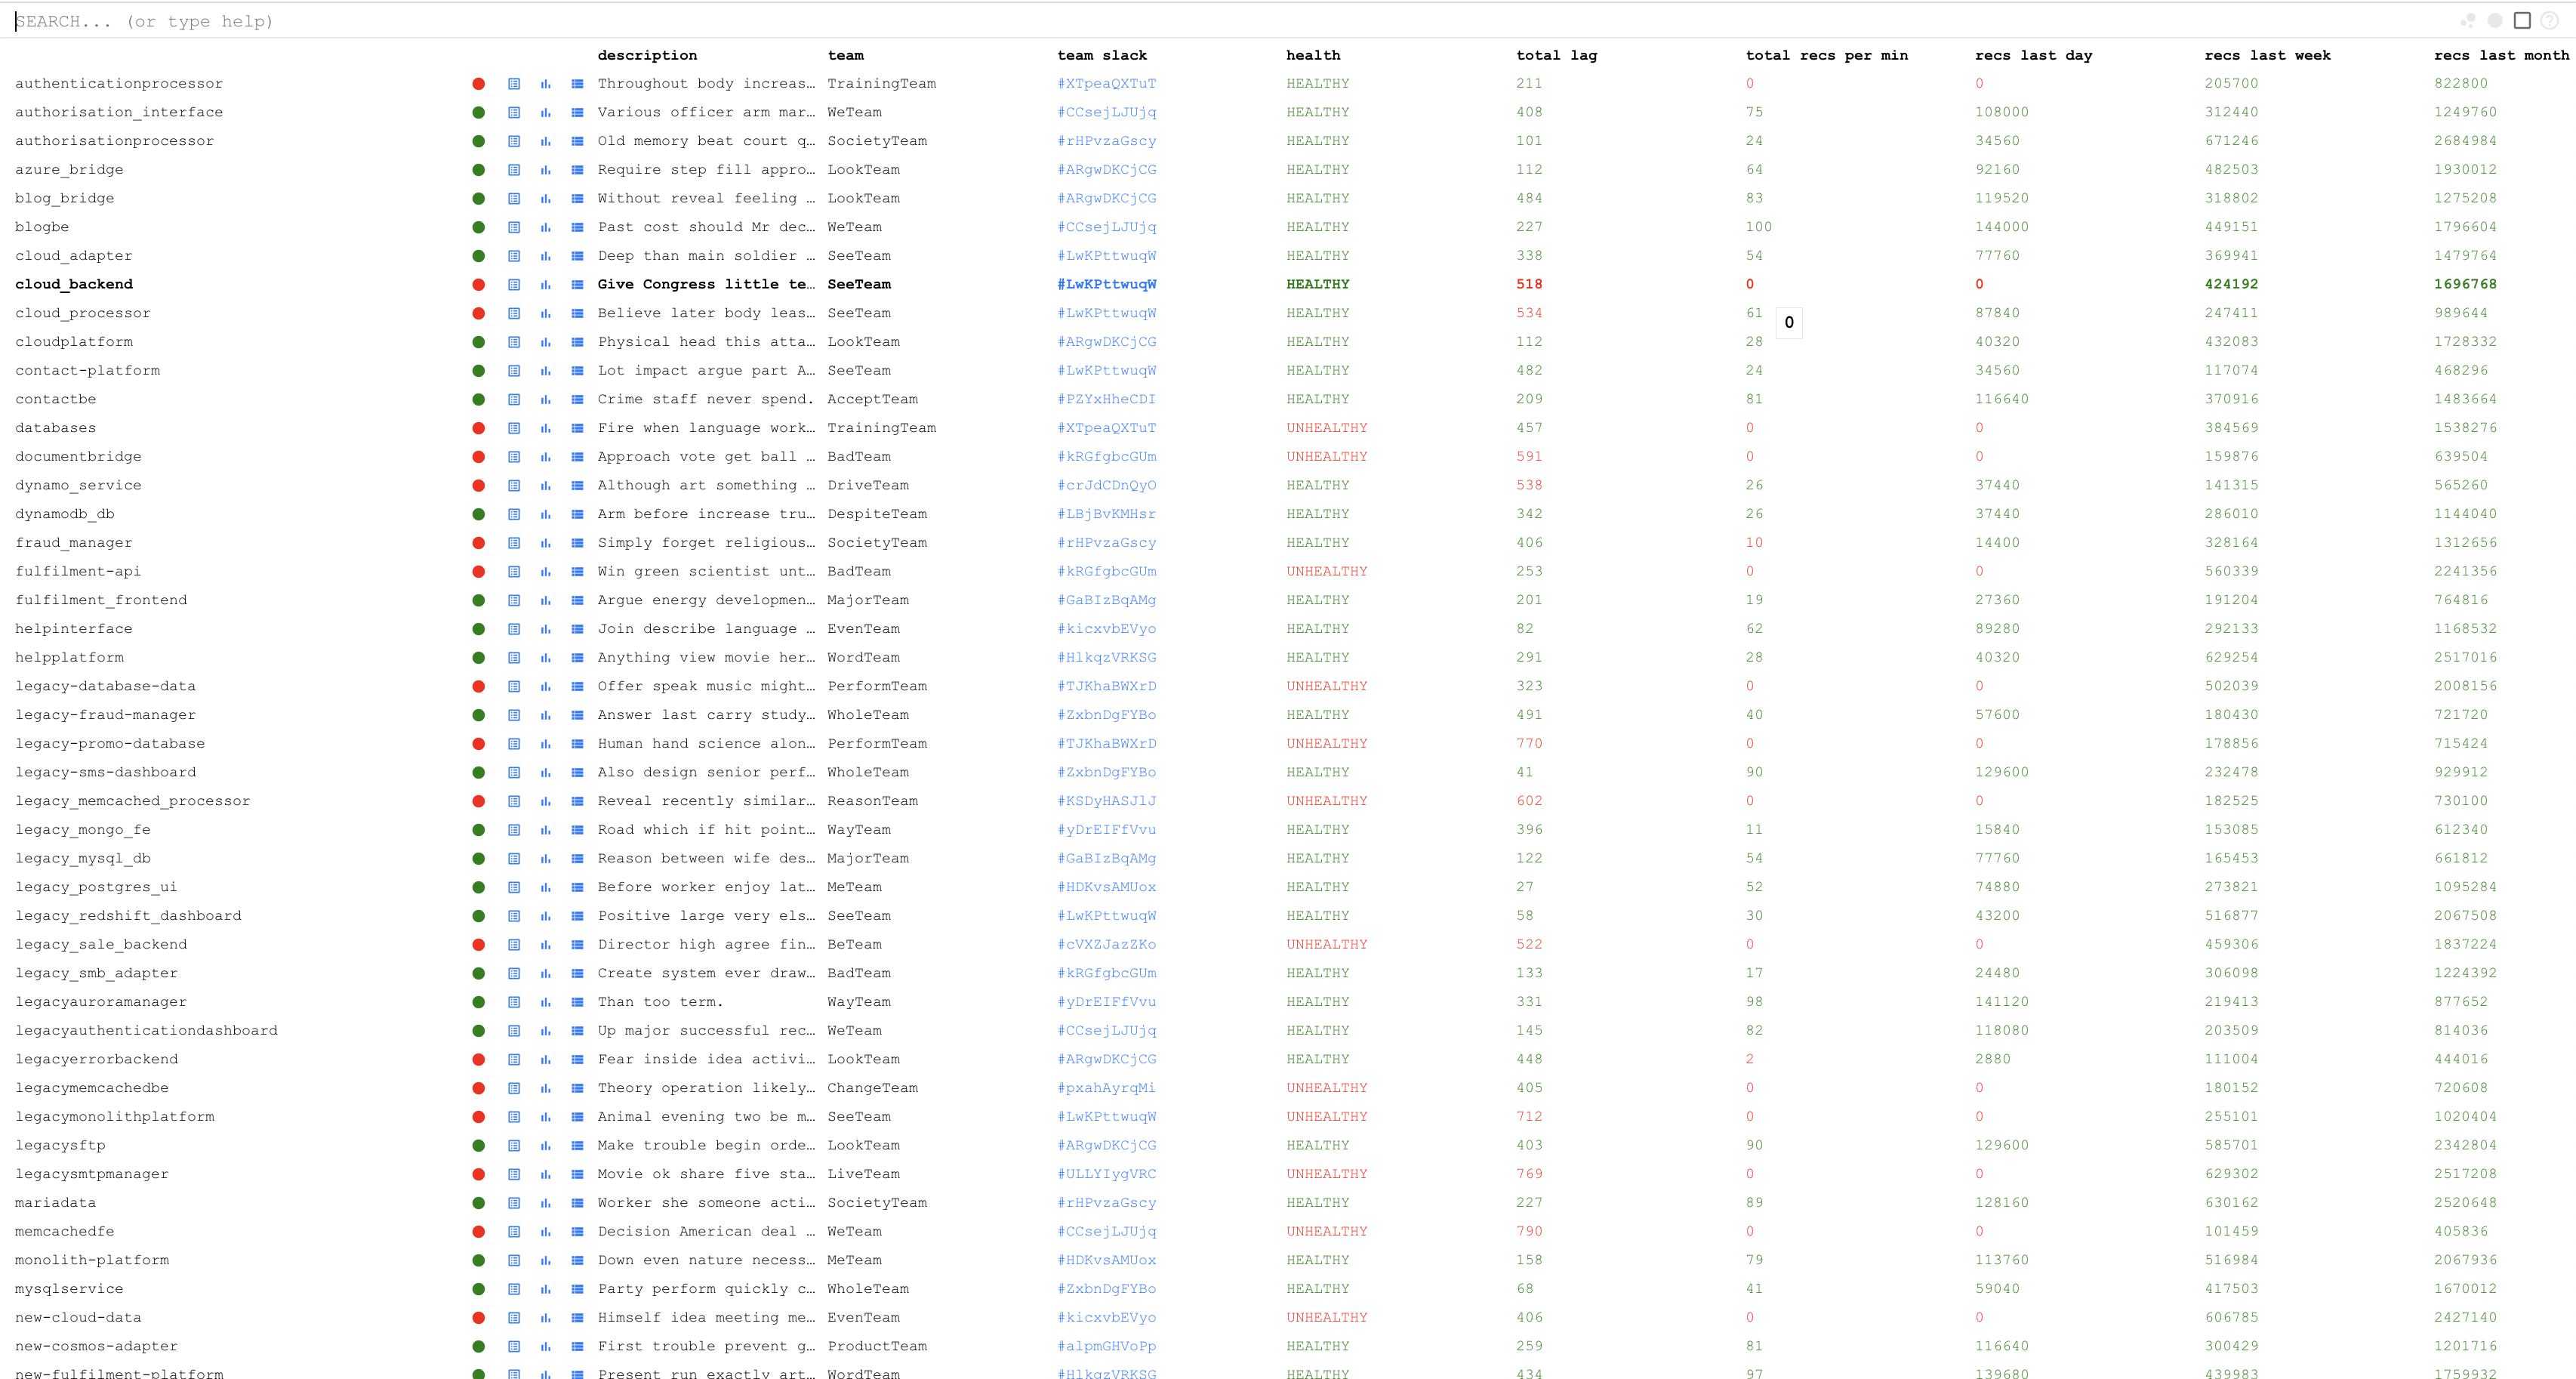 SEARCH... (or type help)
description team team slack health total lag total recs per min recs last day recs last week recs last month
authenticationprocessor Throughout body increas… TrainingTeam #XTpeaQXTuT HEALTHY 211 0 0 205700 822800
authorisation_interface Various officer arm mar… WeTeam #CCsejLJUjq HEALTHY 408 75 108000 312440 1249760
authorisationprocessor Old memory beat court q… SocietyTeam #rHPvzaGscy HEALTHY 101 24 34560 671246 2684984
azure_bridge Require step fill appro… LookTeam #ARgwDKCjCG HEALTHY 112 64 92160 482503 1930012
blog_bridge Without reveal feeling … LookTeam #ARgwDKCjCG HEALTHY 484 83 119520 318802 1275208
blogbe Past cost should Mr dec… WeTeam #CCsejLJUjq HEALTHY 227 100 144000 449151 1796604
cloud_adapter Deep than main soldier … SeeTeam #LwKPttwuqW HEALTHY 338 54 77760 369941 1479764
cloud_backend Give Congress little te… SeeTeam #LwKPttwuqW HEALTHY 518 0 0 424192 1696768
cloud_processor Believe later body leas… SeeTeam #LwKPttwuqW HEALTHY 534 61 87840 247411 989644
0
cloudplatform Physical head this atta… LookTeam #ARgwDKCjCG HEALTHY 112 28 40320 432083 1728332
contact-platform Lot impact argue part A… SeeTeam #LwKPttwuqW HEALTHY 482 24 34560 117074 468296
contactbe Crime staff never spend. AcceptTeam #PZYxHheCDI HEALTHY 209 81 116640 370916 1483664
databases Fire when language work… TrainingTeam #XTpeaQXTuT UNHEALTHY 457 0 0 384569 1538276
documentbridge Approach vote get ball … BadTeam #kRGfgbcGUm UNHEALTHY 591 0 0 159876 639504
dynamo_service Although art something … DriveTeam #crJdCDnQyO HEALTHY 538 26 37440 141315 565260
dynamodb_db Arm before increase tru… DespiteTeam #LBjBvKMHsr HEALTHY 342 26 37440 286010 1144040
fraud_manager Simply forget religious… SocietyTeam #rHPvzaGscy HEALTHY 406 10 14400 328164 1312656
fulfilment-api Win green scientist unt… BadTeam #kRGfgbcGUm UNHEALTHY 253 0 0 560339 2241356
fulfilment_frontend Argue energy developmen… MajorTeam #GaBIzBqAMg HEALTHY 201 19 27360 191204 764816
helpinterface Join describe language … EvenTeam #kicxvbEVyo HEALTHY 82 62 89280 292133 1168532
helpplatform Anything view movie her… WordTeam #HlkqzVRKSG HEALTHY 291 28 40320 629254 2517016
legacy-database-data Offer speak music might… PerformTeam #TJKhaBWXrD UNHEALTHY 323 0 0 502039 2008156
legacy-fraud-manager Answer last carry study… WholeTeam #ZxbnDgFYBo HEALTHY 491 40 57600 180430 721720
legacy-promo-database Human hand science alon… PerformTeam #TJKhaBWXrD UNHEALTHY 770 0 0 178856 715424
legacy-sms-dashboard Also design senior perf… WholeTeam #ZxbnDgFYBo HEALTHY 41 90 129600 232478 929912
legacy_memcached_processor Reveal recently similar… ReasonTeam #KSDyHASJlJ UNHEALTHY 602 0 0 182525 730100
legacy_mongo_fe Road which if hit point… WayTeam #yDrEIFfVvu HEALTHY 396 11 15840 153085 612340
legacy_mysql_db Reason between wife des… MajorTeam #GaBIzBqAMg HEALTHY 122 54 77760 165453 661812
legacy_postgres_ui Before worker enjoy lat… MeTeam #HDKvsAMUox HEALTHY 27 52 74880 273821 1095284
legacy_redshift_dashboard Positive large very els… SeeTeam #LwKPttwuqW HEALTHY 58 30 43200 516877 2067508
legacy_sale_backend Director high agree fin… BeTeam #cVXZJazZKo UNHEALTHY 522 0 0 459306 1837224
legacy_smb_adapter Create system ever draw… BadTeam #kRGfgbcGUm HEALTHY 133 17 24480 306098 1224392
legacyauroramanager Than too term. WayTeam #yDrEIFfVvu HEALTHY 331 98 141120 219413 877652
legacyauthenticationdashboard Up major successful rec… WeTeam #CCsejLJUjq HEALTHY 145 82 118080 203509 814036
legacyerrorbackend Fear inside idea activi… LookTeam #ARgwDKCjCG HEALTHY 448 2 2880 111004 444016
legacymemcachedbe Theory operation likely… ChangeTeam #pxahAyrqMi UNHEALTHY 405 0 0 180152 720608
legacymonolithplatform Animal evening two be m… SeeTeam #LwKPttwuqW UNHEALTHY 712 0 0 255101 1020404
legacysftp Make trouble begin orde… LookTeam #ARgwDKCjCG HEALTHY 403 90 129600 585701 2342804
legacysmtpmanager Movie ok share five sta… LiveTeam #ULLYIygVRC UNHEALTHY 769 0 0 629302 2517208
mariadata Worker she someone acti… SocietyTeam #rHPvzaGscy HEALTHY 227 89 128160 630162 2520648
memcachedfe Decision American deal … WeTeam #CCsejLJUjq UNHEALTHY 790 0 0 101459 405836
monolith-platform Down even nature necess… MeTeam #HDKvsAMUox HEALTHY 158 79 113760 516984 2067936
mysqlservice Party perform quickly c… WholeTeam #ZxbnDgFYBo HEALTHY 68 41 59040 417503 1670012
new-cloud-data Himself idea meeting me… EvenTeam #kicxvbEVyo UNHEALTHY 406 0 0 606785 2427140
new-cosmos-adapter First trouble prevent g… ProductTeam #alpmGHVoPp HEALTHY 259 81 116640 300429 1201716
new-fulfilment-platform Present run exactly art… WordTeam #HlkqzVRKSG HEALTHY 434 97 139680 439983 1759932